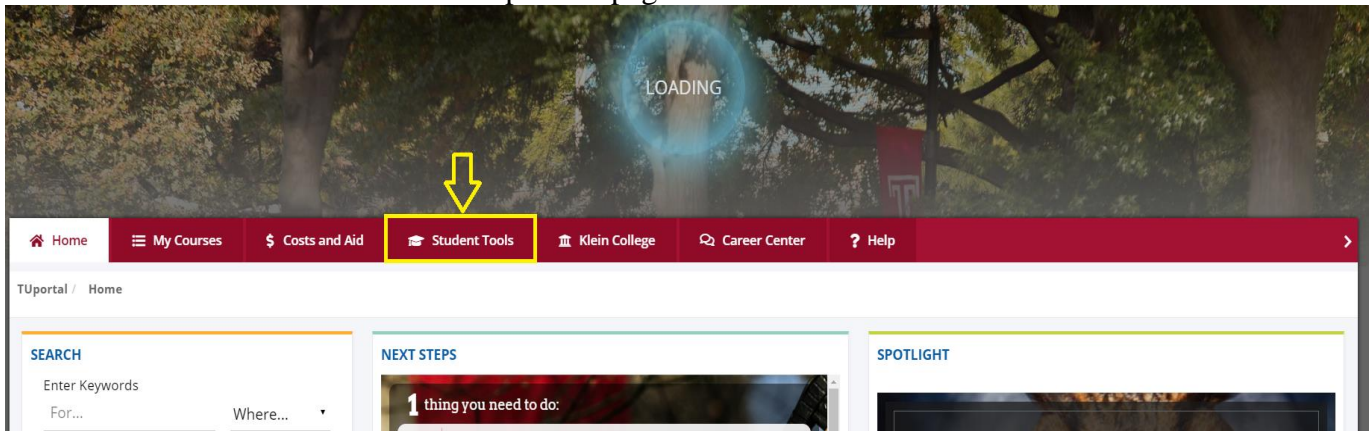 LOADING
Home My Courses $ Costs and Aid Student Tools Klein College Career Center ? Help
TUportal / Home
SEARCH
Enter Keywords
For... Where...
NEXT STEPS
1 thing you need to do:
SPOTLIGHT